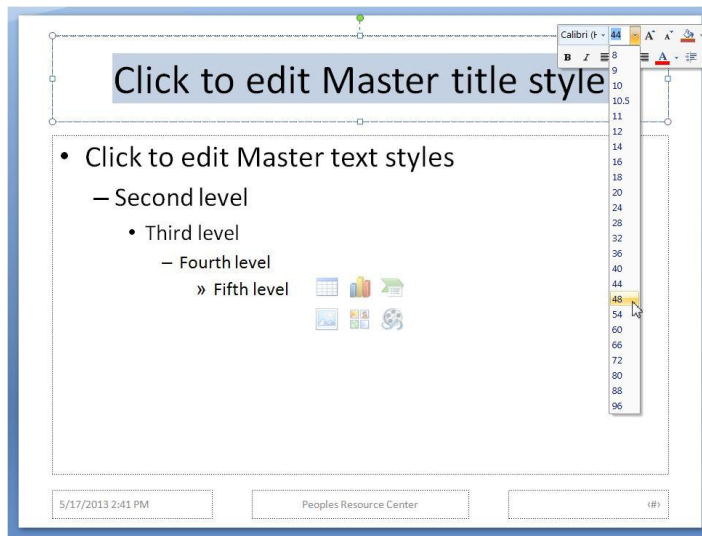 Calibri (H 44 A A
B I A
Click to edit Master title style
8
9
10
10.5
11
12
14
16
18
20
24
28
32
36
40
44
48
54
60
66
72
80
88
96
• Click to edit Master text styles
– Second level
• Third level
– Fourth level
» Fifth level
5/17/2013 2:41 PM
Peoples Resource Center
‹#›